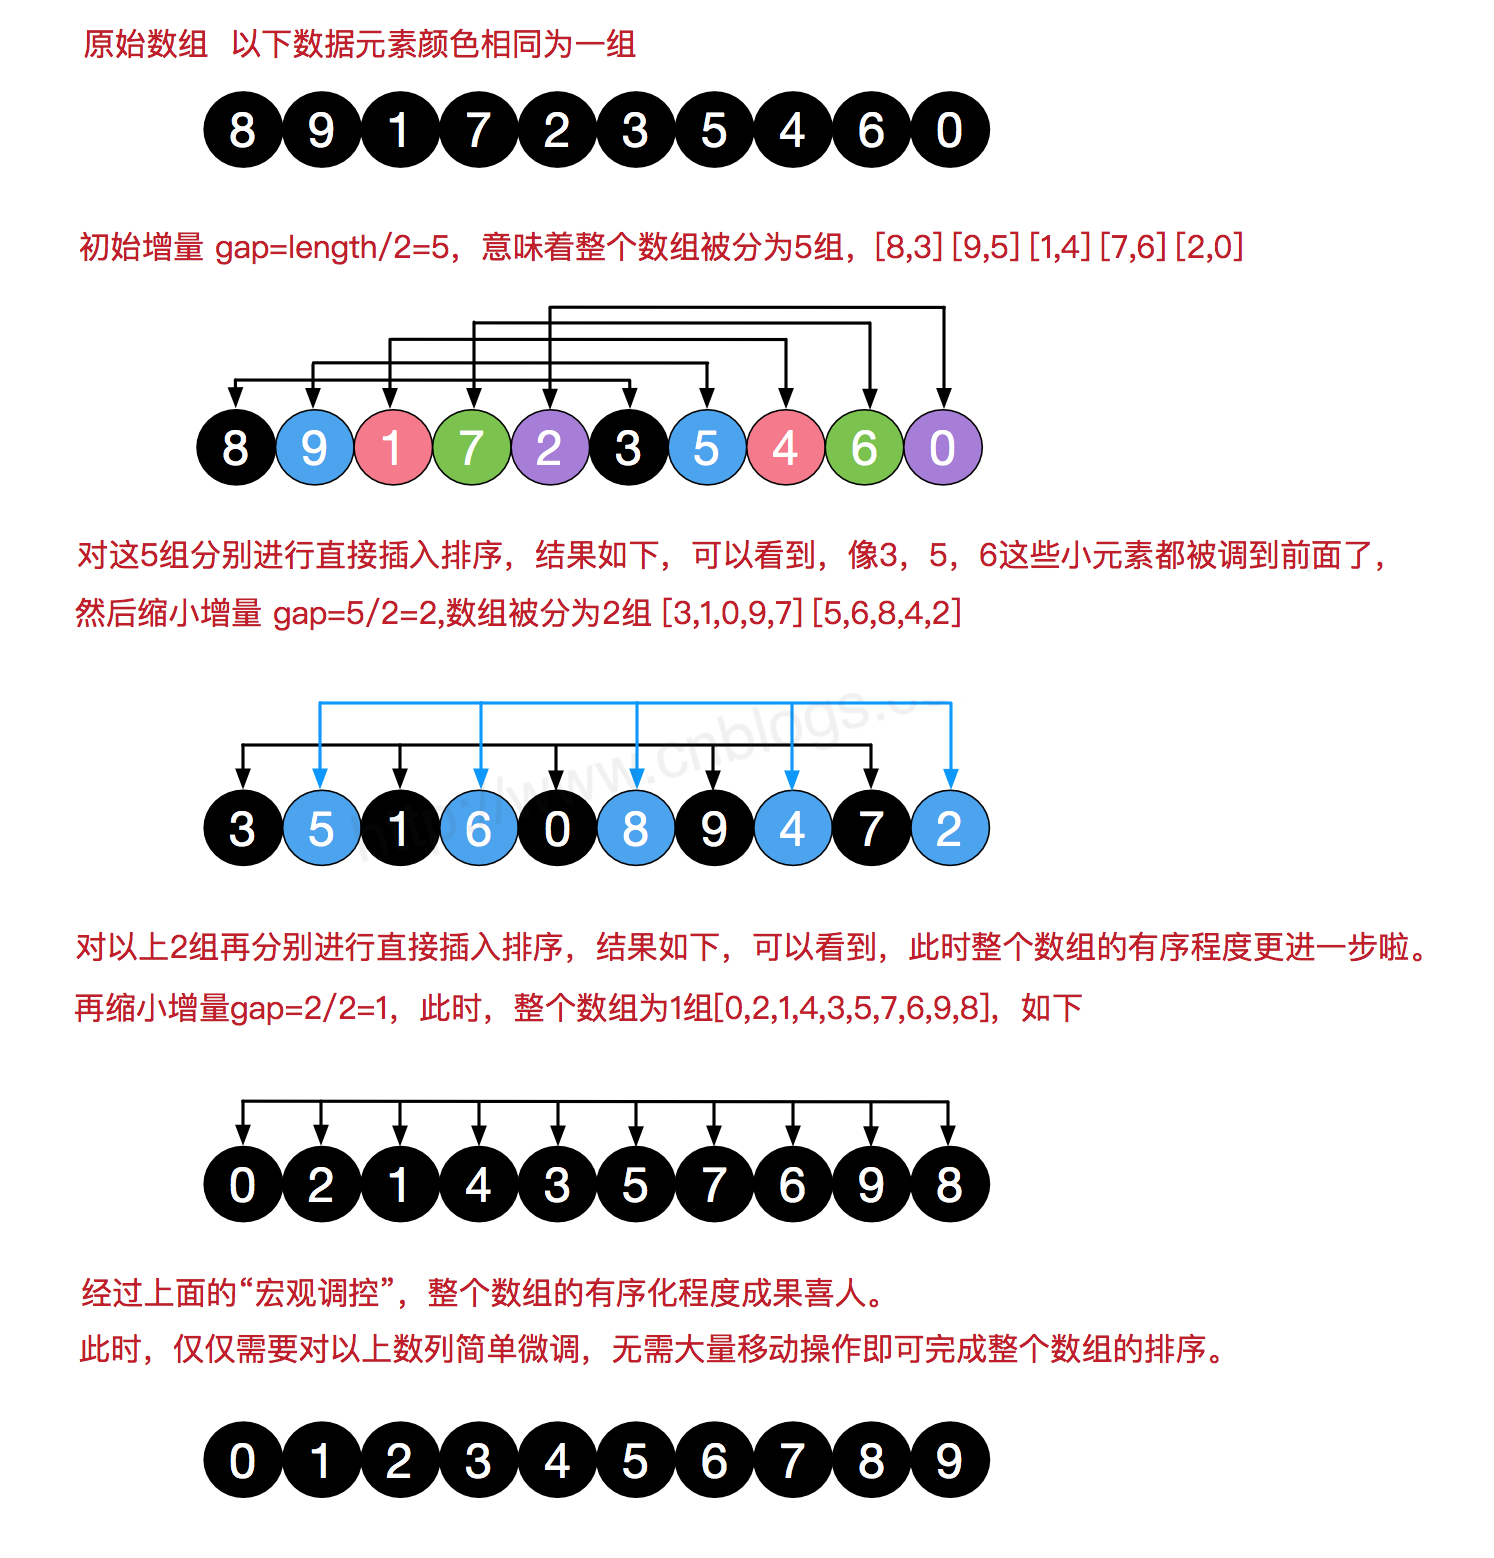 原始数组 以下数据元素颜色相同为一组
8 9 1 7 2 3 5 4 6 0
初始增量 gap=length/2=5，意味着整个数组被分为5组，[8,3][9,5][1,4][7,6][2,0]
8 9 1 7 2 3 5 4 6 0
对这5组分别进行直接插入排序，结果如下，可以看到，像3，5，6这些小元素都被调到前面了，
然后缩小增量 gap=5/2=2,数组被分为2组 [3,1,0,9,7][5,6,8,4,2]
http://www.cnblogs.
3 5 1 6 0 8 9 4 7 2
对以上2组再分别进行直接插入排序，结果如下，可以看到，此时整个数组的有序程度更进一步啦。
再缩小增量gap=2/2=1，此时，整个数组为1组[0,2,1,4,3,5,7,6,9,8]，如下
0 2 1 4 3 5 7 6 9 8
经过上面的“宏观调控”，整个数组的有序化程度成果喜人。
此时，仅仅需要对以上数列简单微调，无需大量移动操作即可完成整个数组的排序。
0 1 2 3 4 5 6 7 8 9